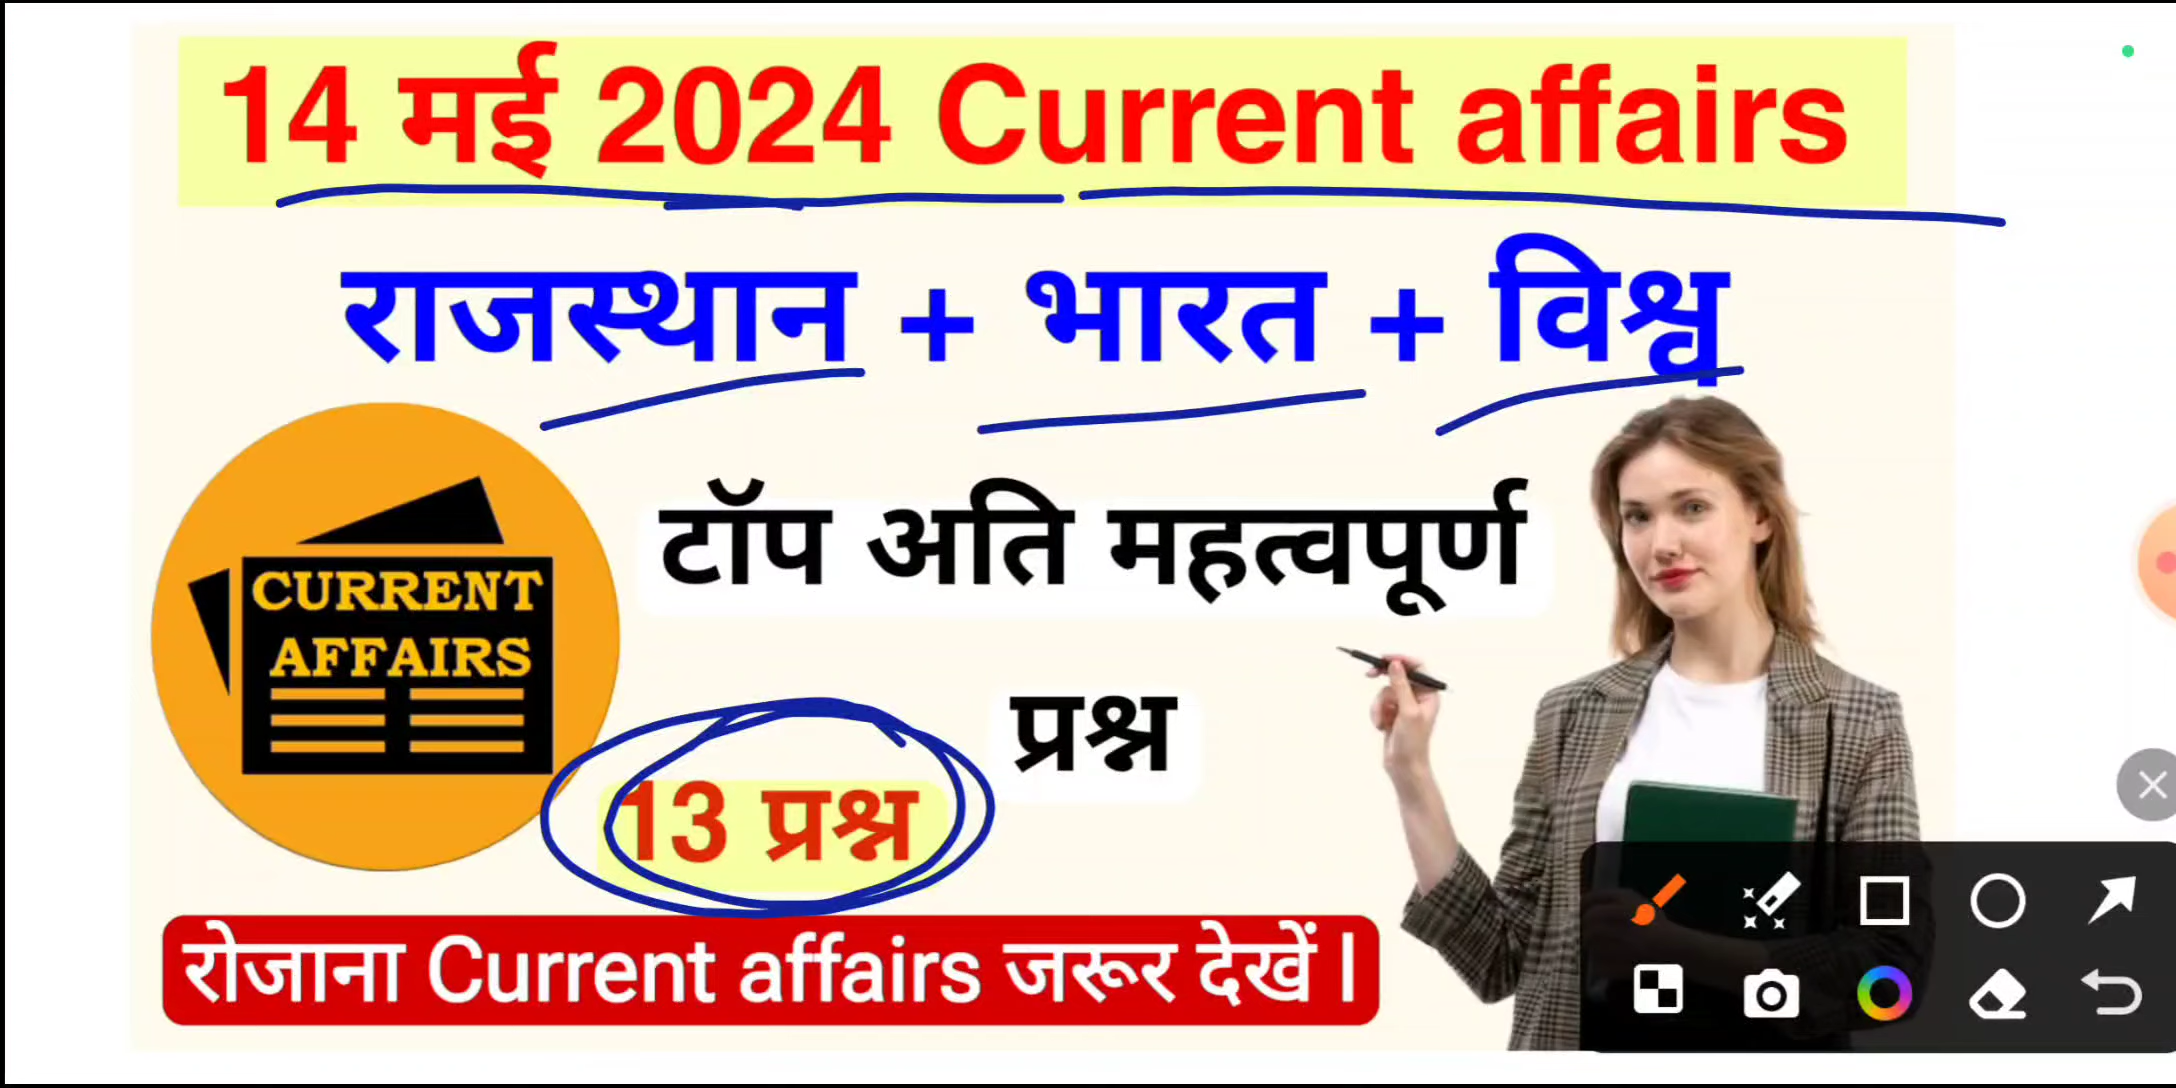 14 मई 2024 Current affairs
राजस्थान + भारत + विश्व
CURRENT
AFFAIRS
टॉप अति महत्वपूर्ण
प्रश्न
13 प्रश्न
रोजाना Current affairs जरूर देखें।